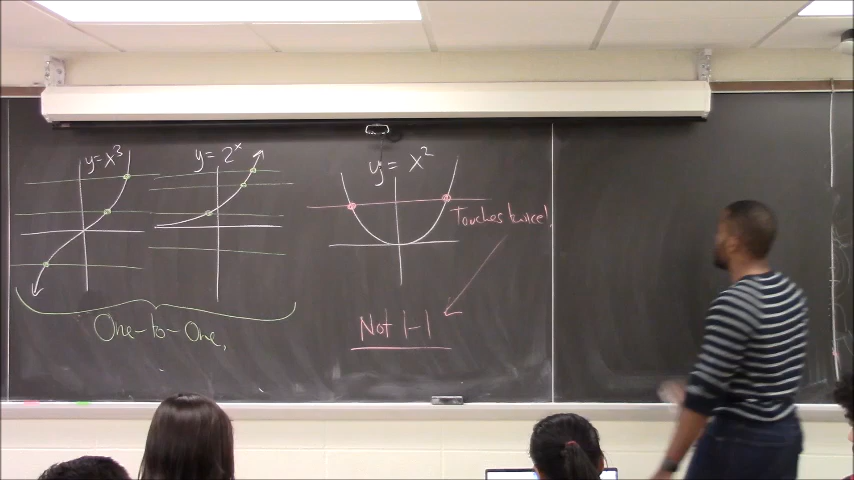 y=x³
y=2ˣ
y=x²
Touches twice!
One-to-One.
Not 1-1